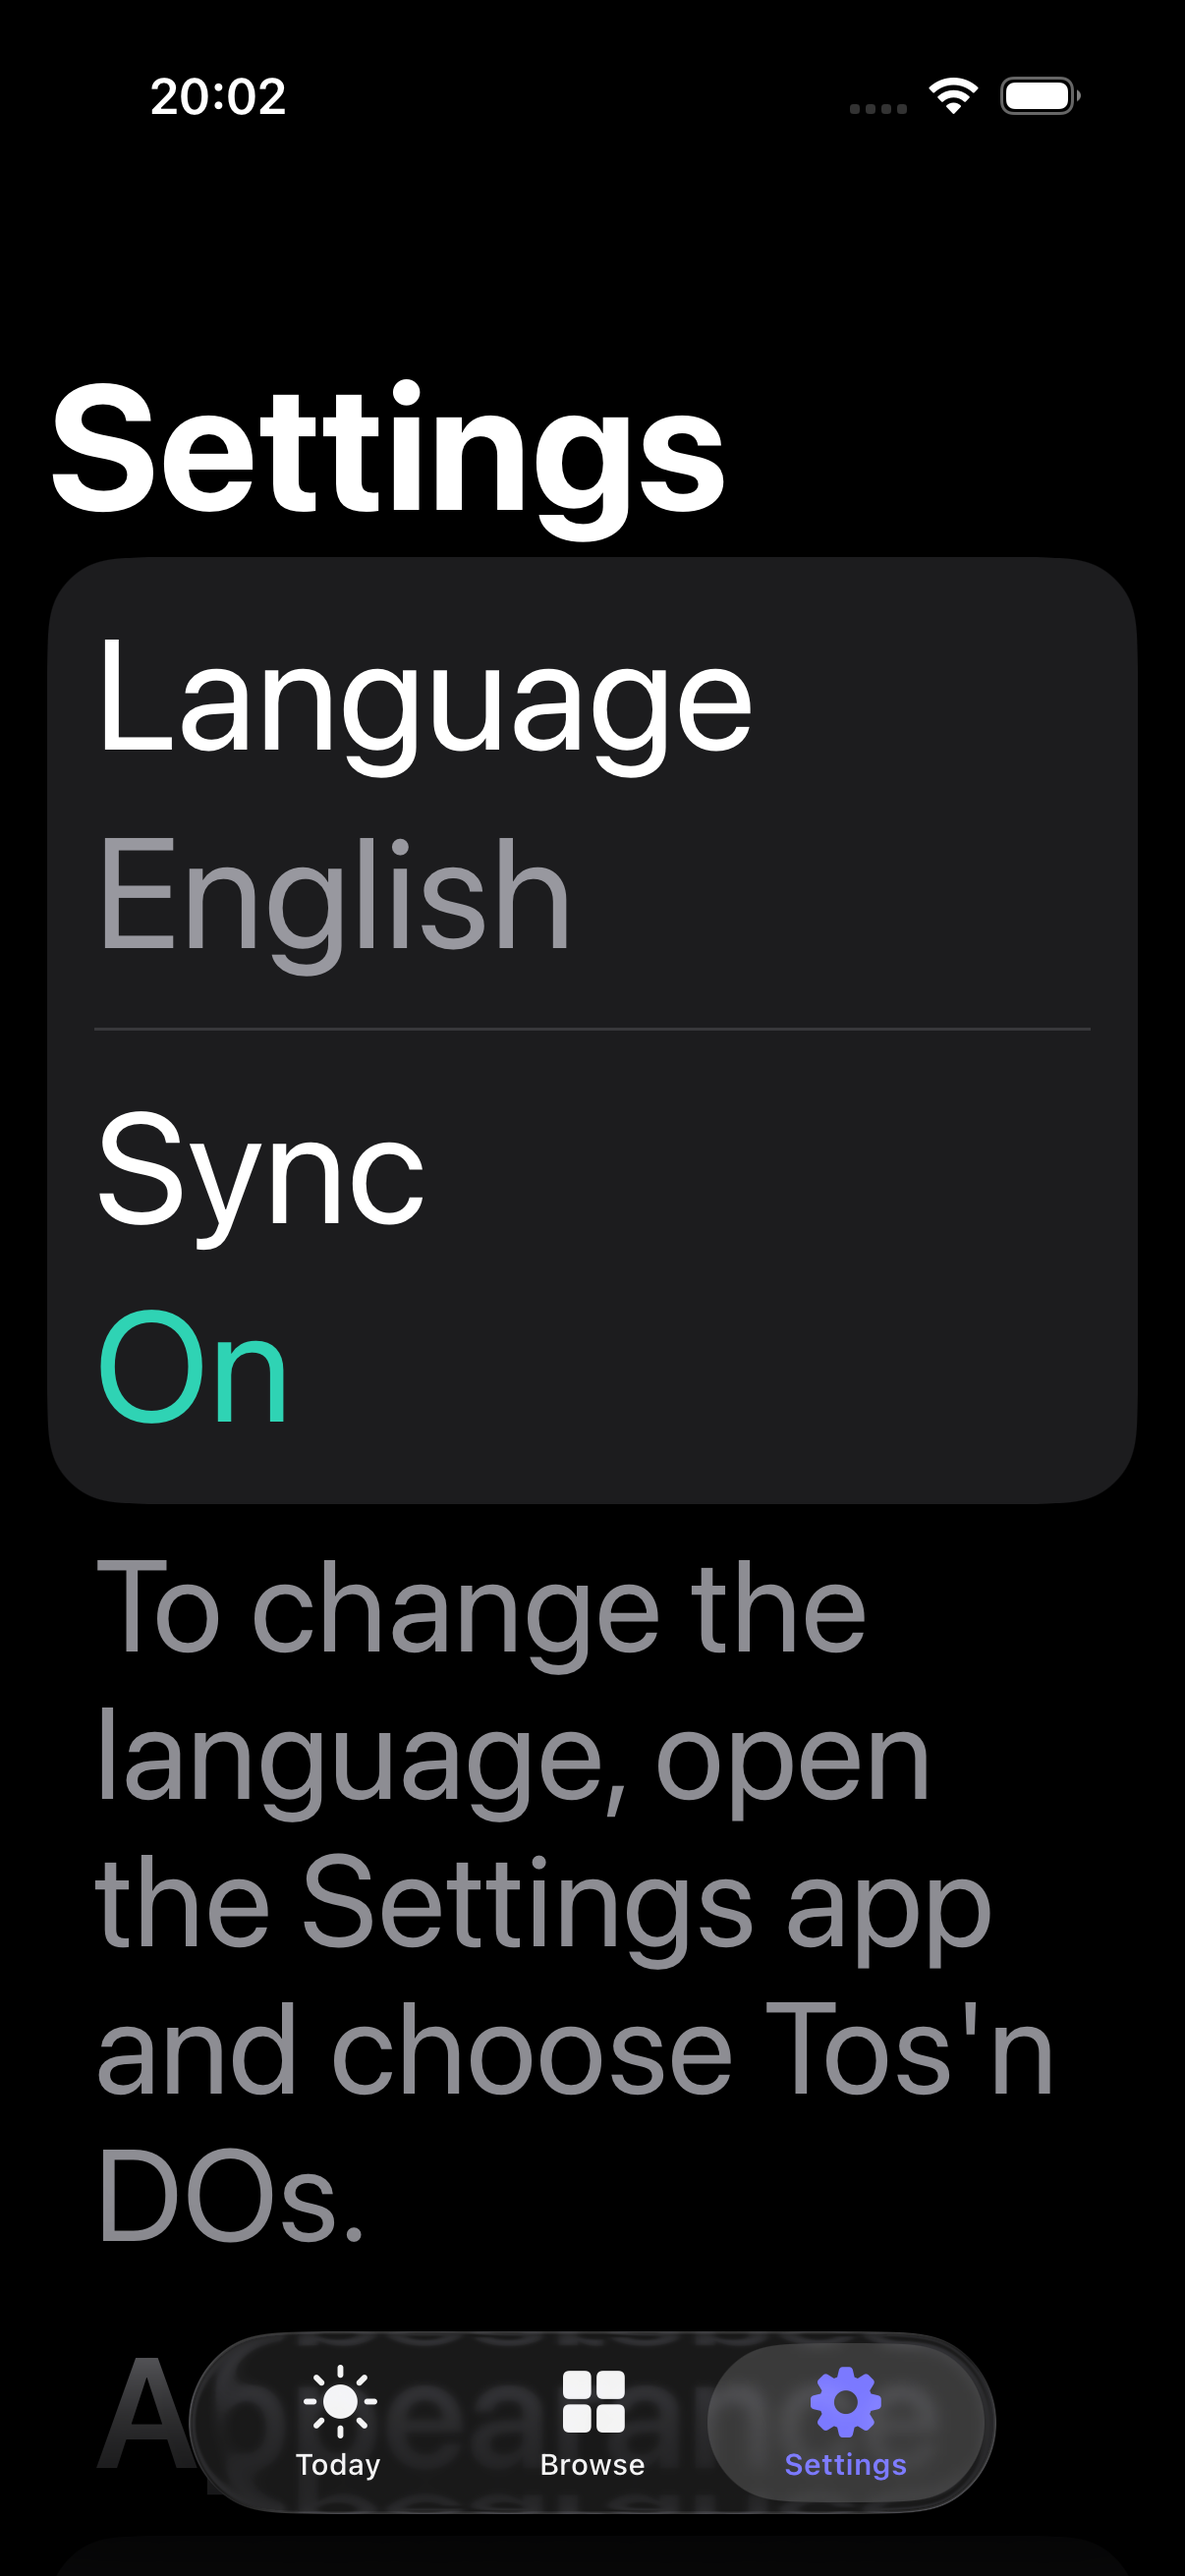 20:02
Settings
Language
English
Sync
On
To change the
language, open
the Settings app
and choose Tos'n
DOs.
Appearance
Today
Browse
Settings